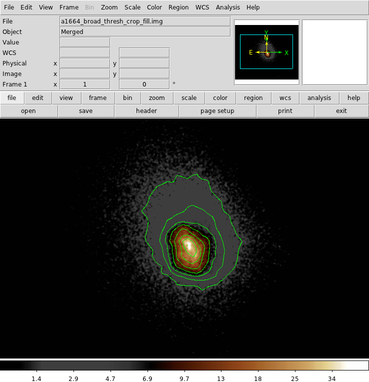 File Edit View Frame Bin Zoom Scale Color Region WCS Analysis Help
File a1664_broad_thresh_crop_fill.img
Object Merged
Value
WCS
Physical x y
Image x y
Frame 1 x 1 0 °
Y
E X
file edit view frame bin zoom scale color region wcs analysis help
open save header page setup print exit
1.4 2.9 4.7 6.9 9.7 13 18 25 34